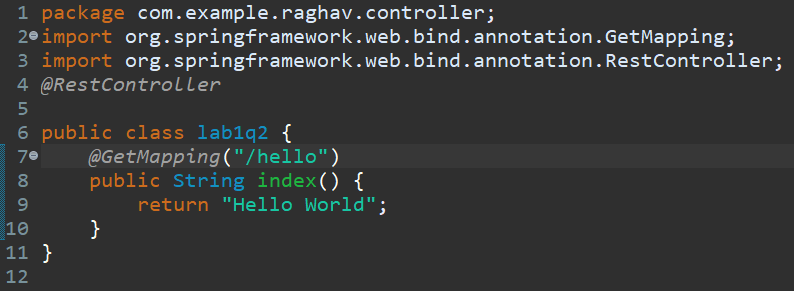 1 package com.example.raghav.controller;
2 import org.springframework.web.bind.annotation.GetMapping;
3 import org.springframework.web.bind.annotation.RestController;
4 @RestController
5
6 public class lab1q2 {
7     @GetMapping("/hello")
8     public String index() {
9         return "Hello World";
10     }
11 }
12